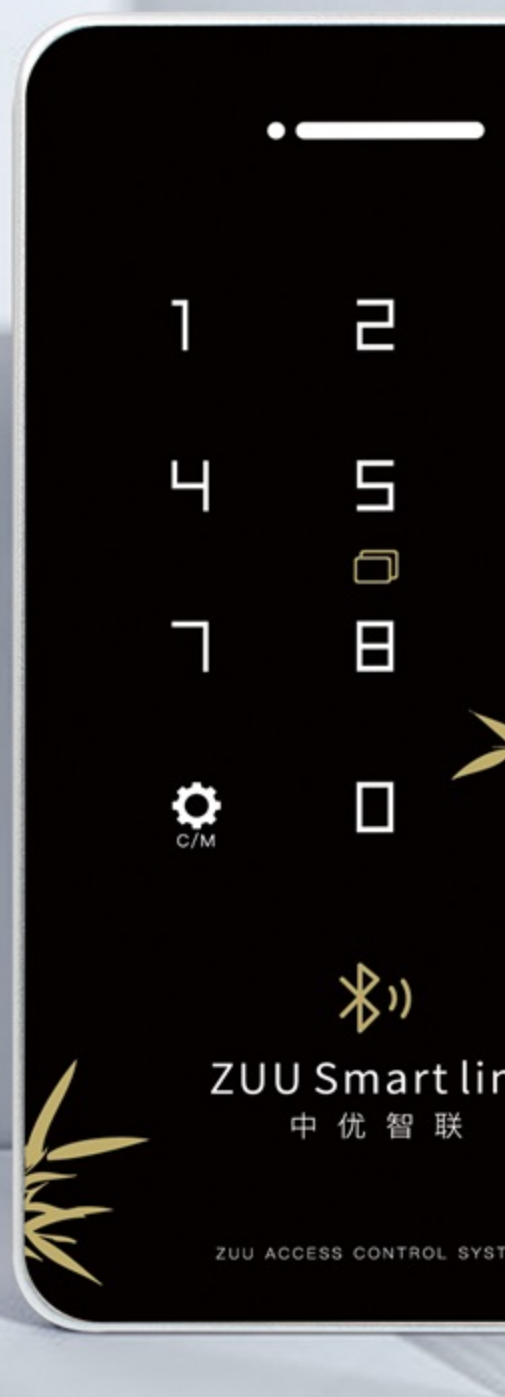 1 2
4 5
7 8
0
C/M
ZUU Smart lin
中优智联
ZUU ACCESS CONTROL SYST